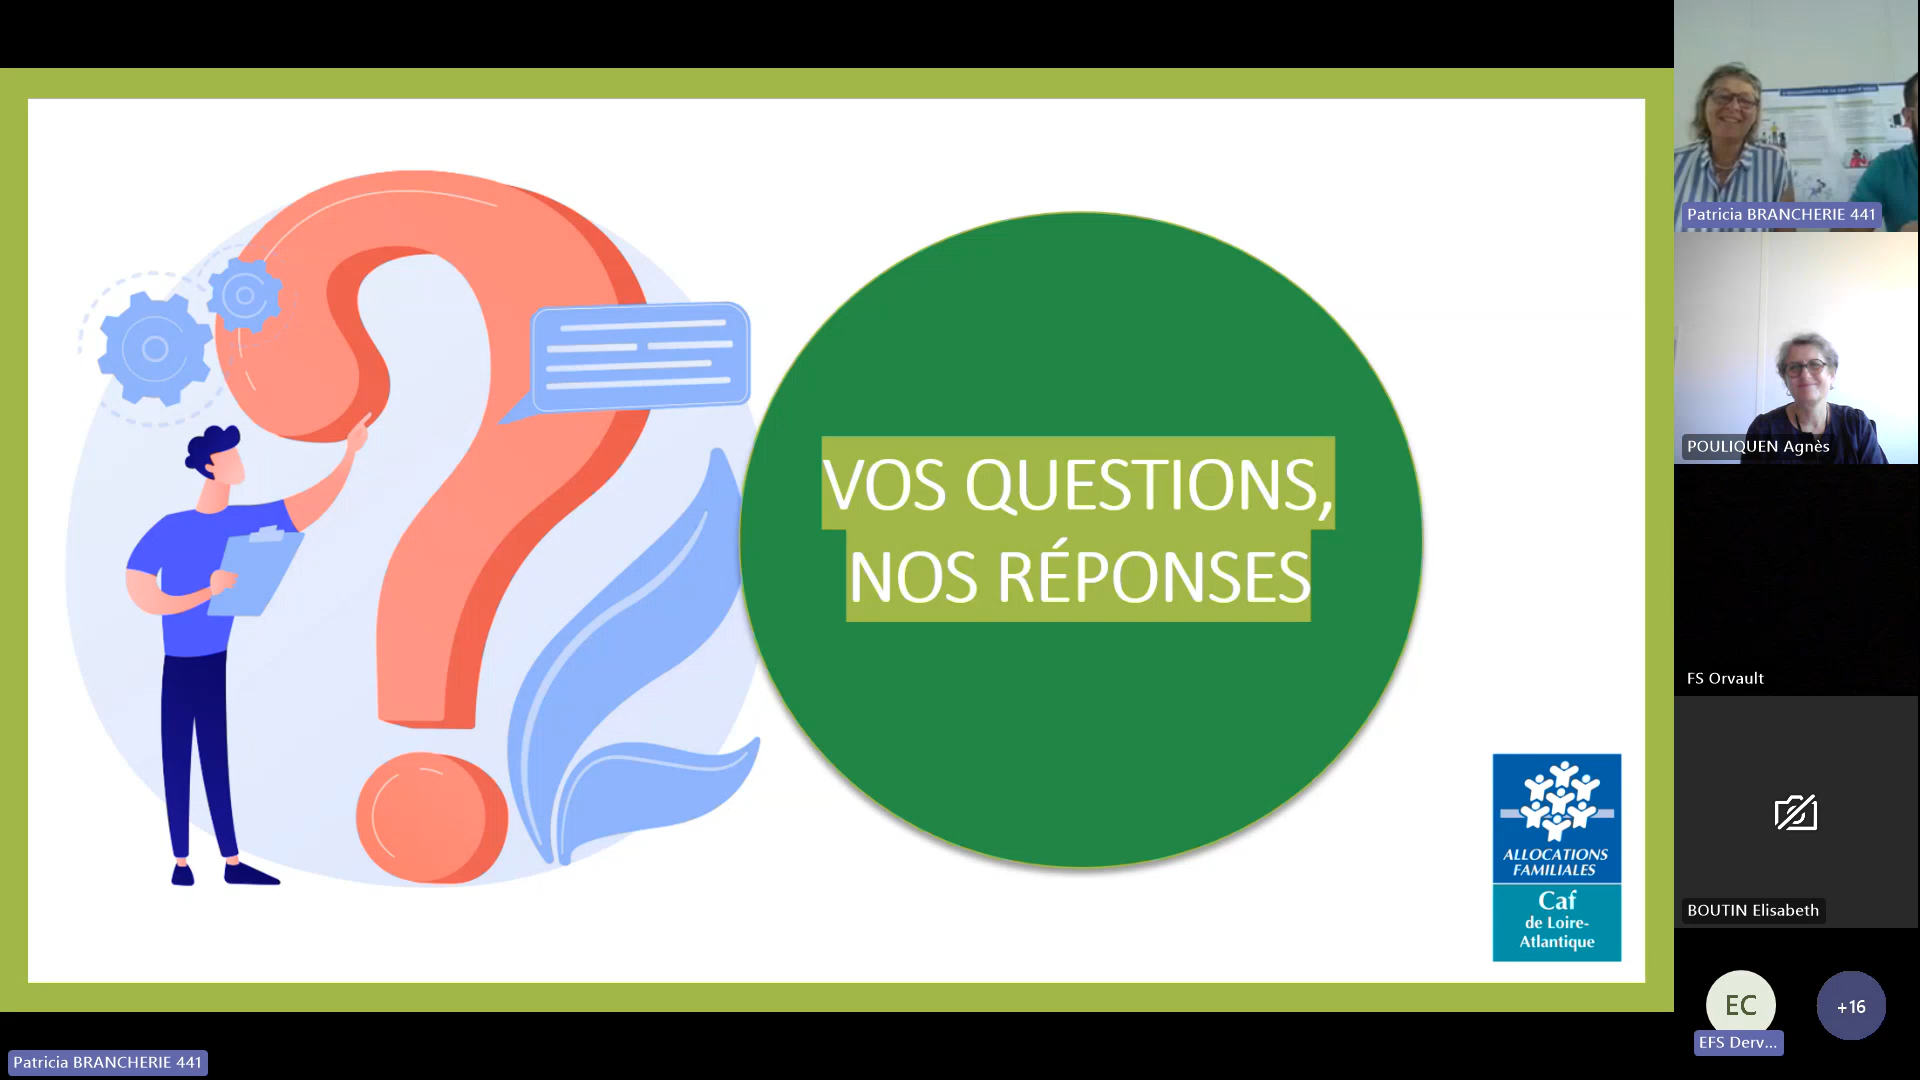 VOS QUESTIONS,
NOS RÉPONSES
ALLOCATIONS
FAMILIALES
Caf
de Loire-
Atlantique
Patricia BRANCHERIE 441
Patricia BRANCHERIE 441
POULIQUEN Agnès
FS Orvault
BOUTIN Elisabeth
EC
EFS Derv...
+16